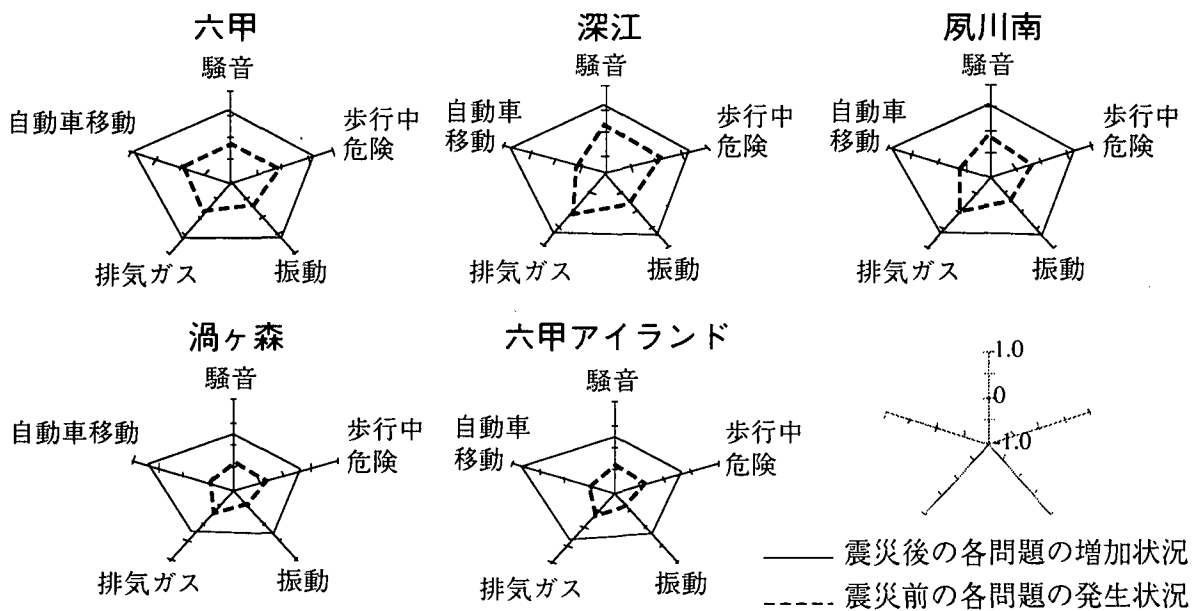 六甲
騒音
自動車移動
歩行中
危険
排気ガス
振動
深江
騒音
自動車
移動
歩行中
危険
排気ガス
振動
夙川南
騒音
自動車
移動
歩行中
危険
排気ガス
振動
渦ヶ森
騒音
自動車移動
歩行中
危険
排気ガス
振動
六甲アイランド
騒音
自動車
移動
歩行中
危険
排気ガス
振動
1.0
0
-1.0
震災後の各問題の増加状況
震災前の各問題の発生状況